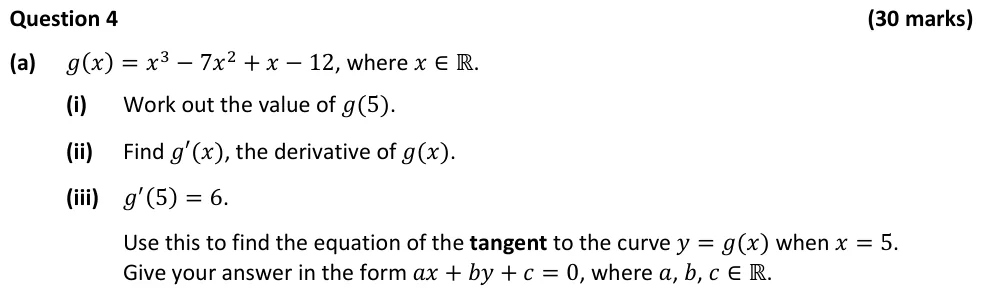 Question 4 (30 marks)
(a) g(x) = x³ − 7x² + x − 12, where x ∈ ℝ.
(i) Work out the value of g(5).
(ii) Find g′(x), the derivative of g(x).
(iii) g′(5) = 6.
Use this to find the equation of the tangent to the curve y = g(x) when x = 5.
Give your answer in the form ax + by + c = 0, where a, b, c ∈ ℝ.